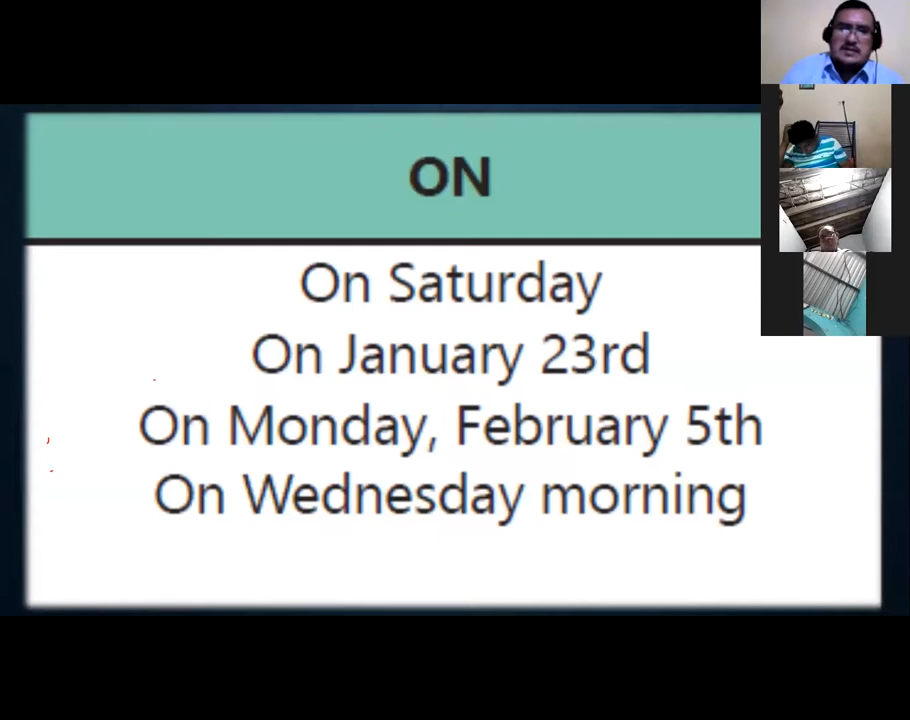 ON
On Saturday
On January 23rd
On Monday, February 5th
On Wednesday morning